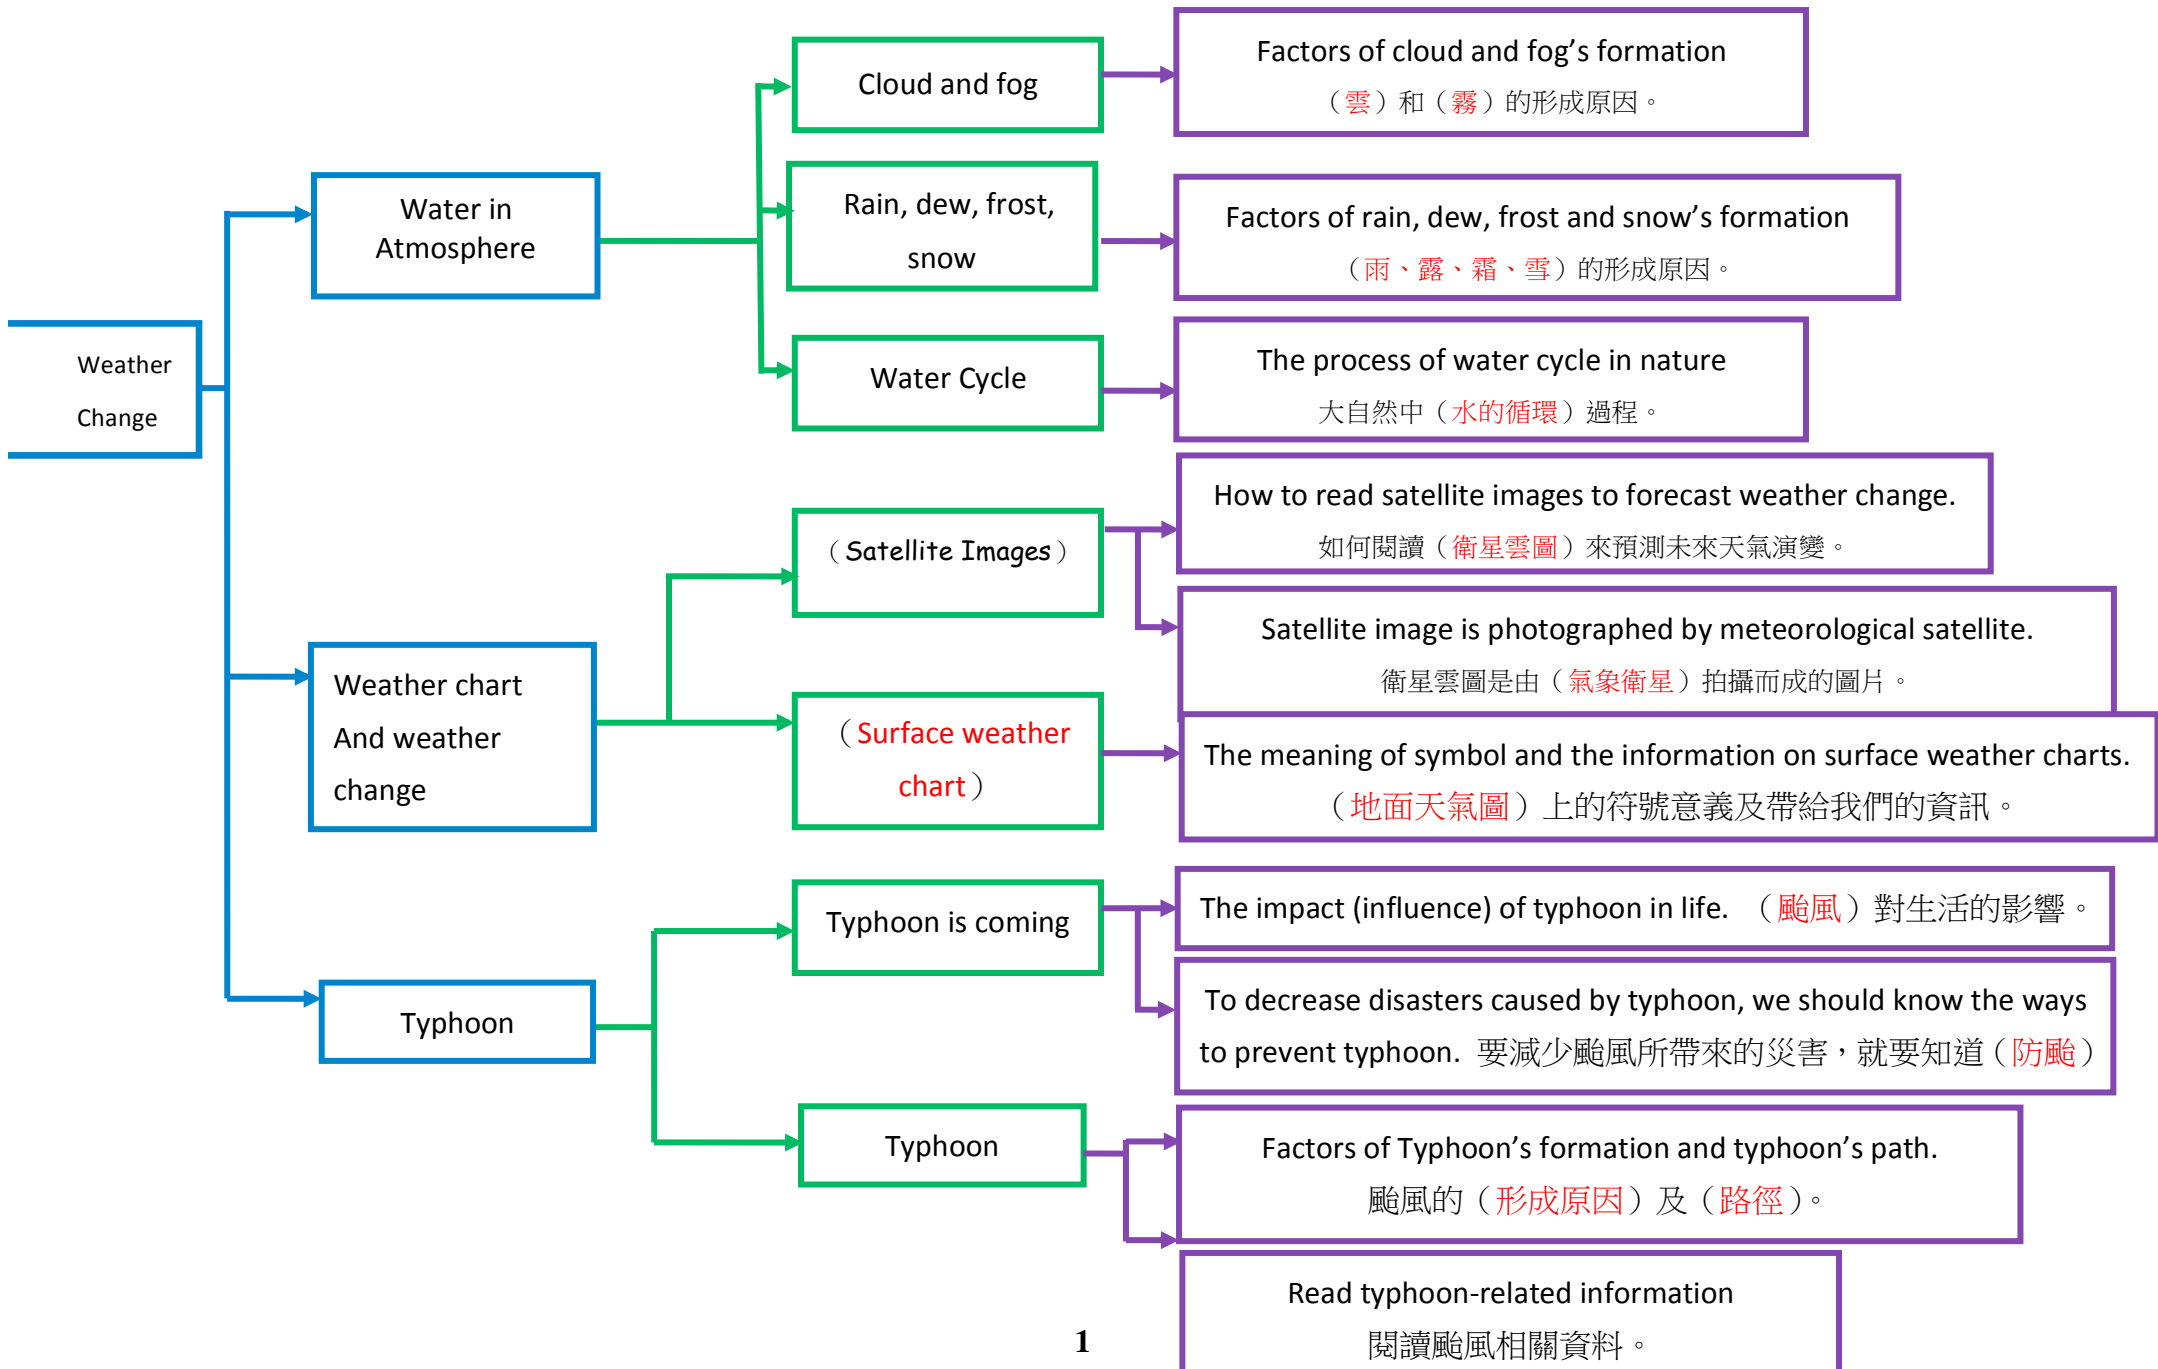 Weather
Change
Water in
Atmosphere
Cloud and fog
Factors of cloud and fog’s formation
（雲）和（霧）的形成原因。
Rain, dew, frost,
snow
Factors of rain, dew, frost and snow’s formation
（雨、露、霜、雪）的形成原因。
Water Cycle
The process of water cycle in nature
大自然中（水的循環）過程。
Weather chart
And weather
change
（Satellite Images）
How to read satellite images to forecast weather change.
如何閱讀（衛星雲圖）來預測未來天氣演變。
Satellite image is photographed by meteorological satellite.
衛星雲圖是由（氣象衛星）拍攝而成的圖片。
（Surface weather
chart）
The meaning of symbol and the information on surface weather charts.
（地面天氣圖）上的符號意義及帶給我們的資訊。
Typhoon
Typhoon is coming
The impact (influence) of typhoon in life. （颱風）對生活的影響。
To decrease disasters caused by typhoon, we should know the ways
to prevent typhoon. 要減少颱風所帶來的災害，就要知道（防颱）
Typhoon
Factors of Typhoon’s formation and typhoon’s path.
颱風的（形成原因）及（路徑）。
Read typhoon-related information
閱讀颱風相關資料。
1